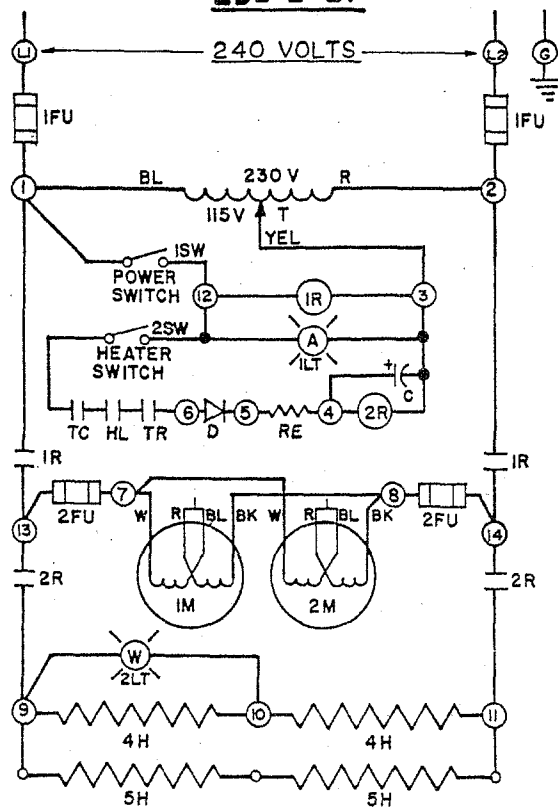 L1 240 VOLTS L2 G
1FU 1FU
1 BL 230 V R 2
115V T
YEL
1SW
POWER
SWITCH
12 1R 3
2SW
HEATER
SWITCH
A
1LT
+ C
6 5 4 2R
TC HL TR D RE
1R 1R
13 2FU 7 8 2FU 14
W R BL BK W R BL BK
2R 1M 2M 2R
W
2LT
9 10 11
4H 4H
5H 5H